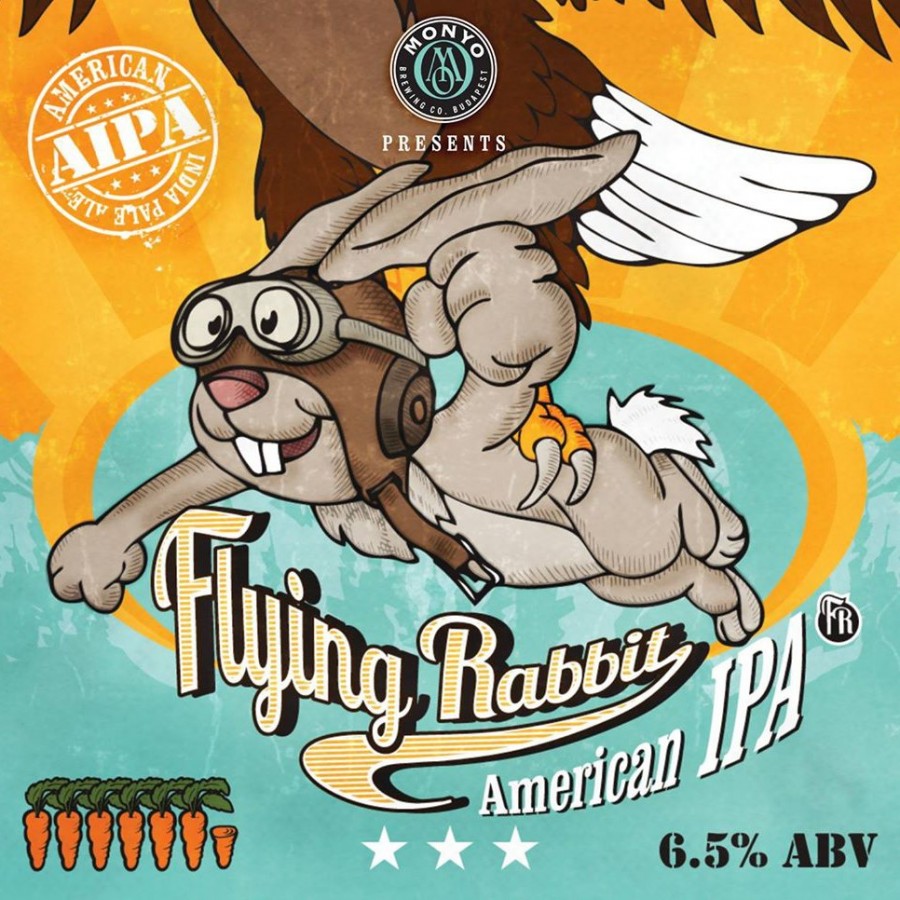 MONYO
BREWING CO. BUDAPEST
PRESENTS
AMERICAN
AIPA
INDIA PALE ALE
Flying Rabbit
FR
American IPA
6.5% ABV